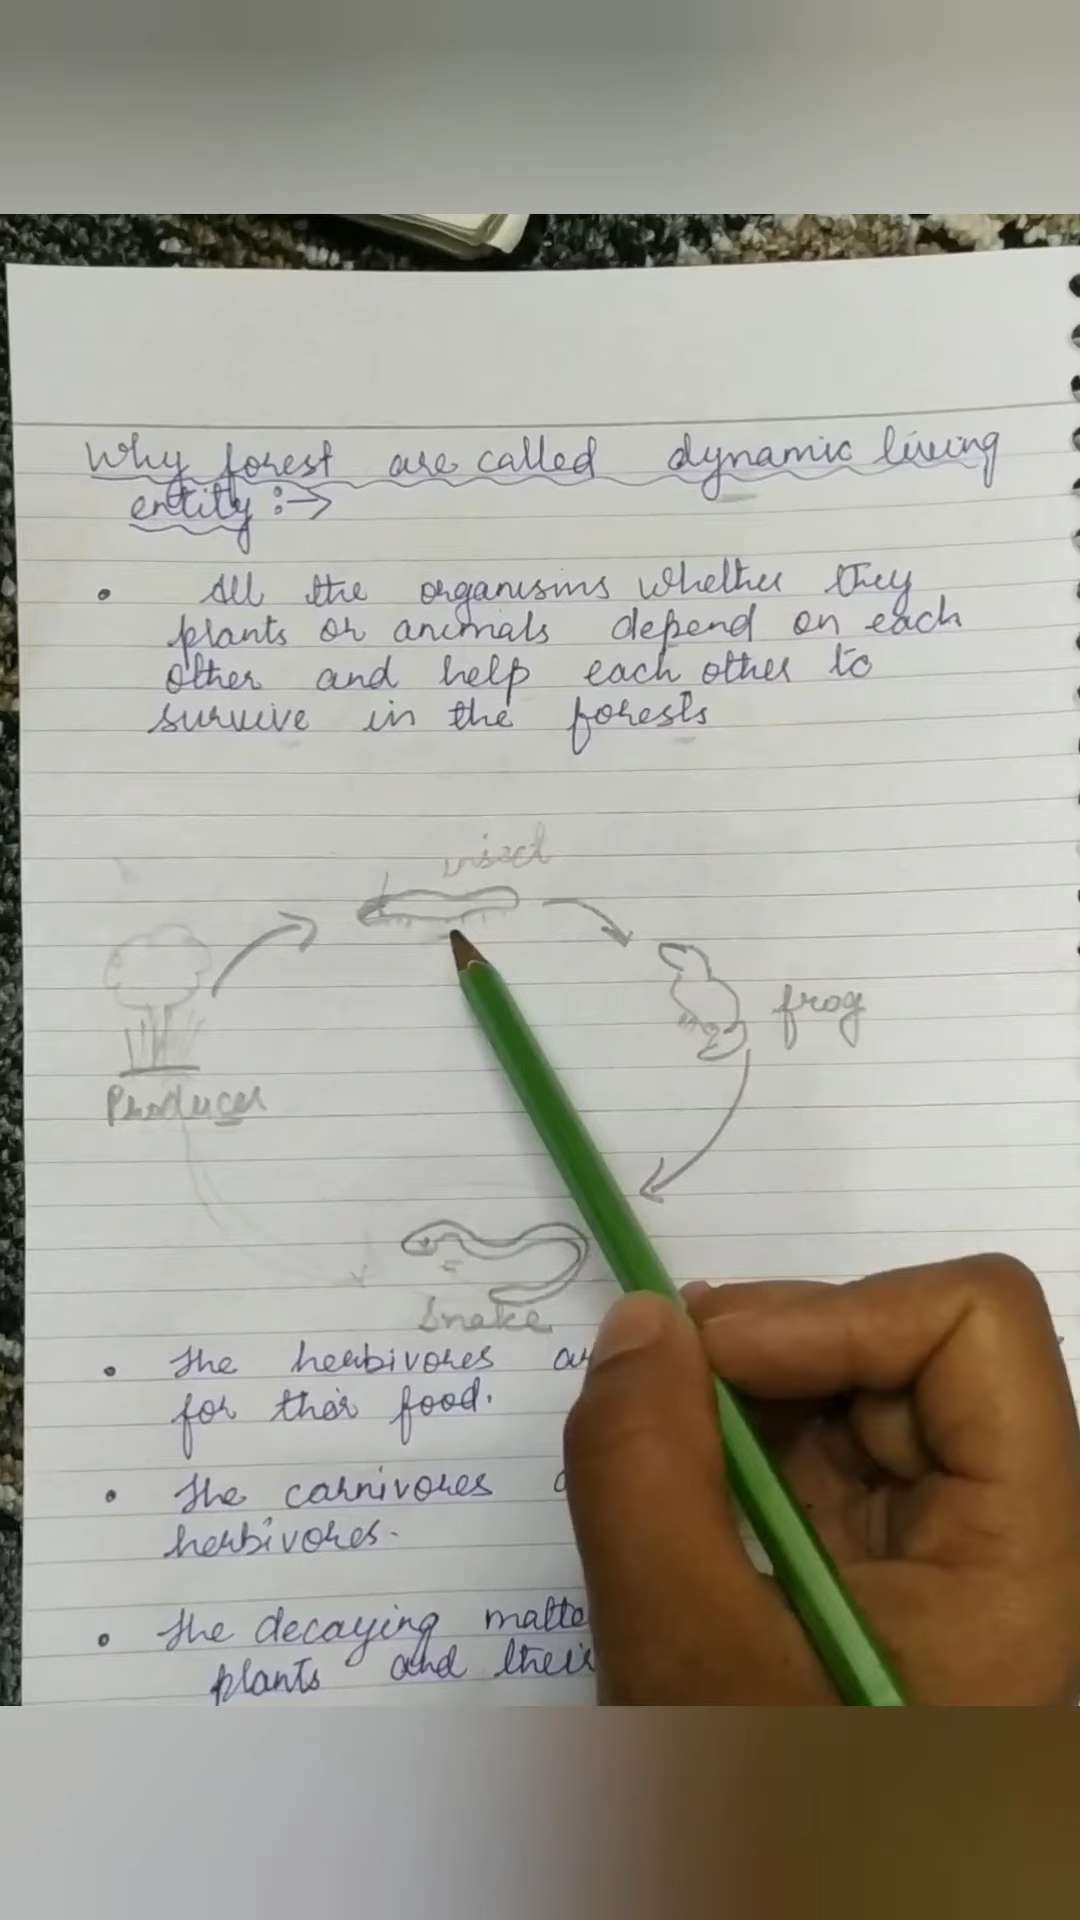 Why forest are called dynamic living
entity :→
• All the organisms whether they
plants or animals depend on each
other and help each other to
survive in the forests
insect
frog
Producer
Snake
• The herbivores
for their food.
• The carnivores
herbivores.
• The decaying matte
plants and their